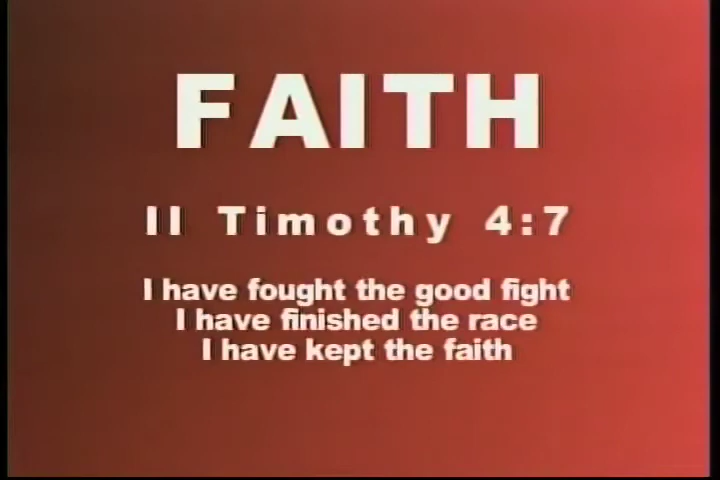 FAITH
II Timothy 4:7
I have fought the good fight
I have finished the race
I have kept the faith